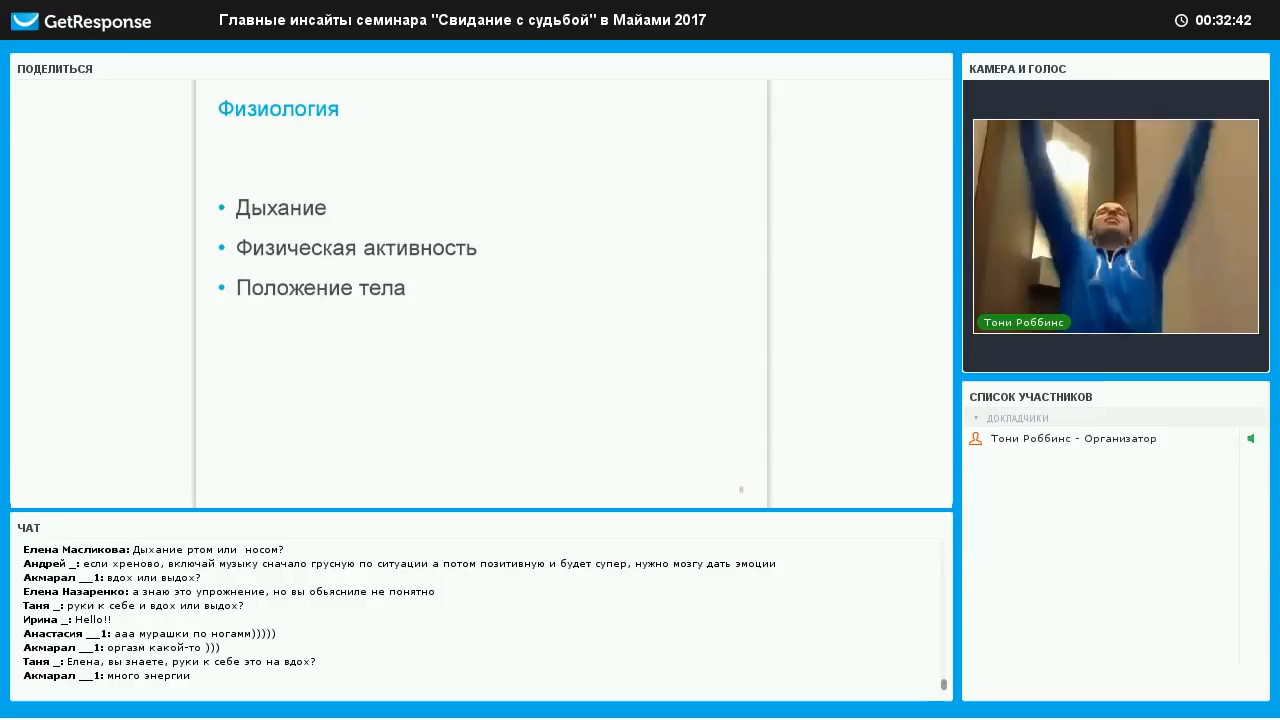 GetResponse
Главные инсайты семинара "Свидание с судьбой" в Майами 2017
00:32:42
ПОДЕЛИТЬСЯ
Физиология
• Дыхание
• Физическая активность
• Положение тела
8
КАМЕРА И ГОЛОС
Тони Роббинс
СПИСОК УЧАСТНИКОВ
ДОКЛАДЧИКИ
Тони Роббинс - Организатор
ЧАТ
Елена Масликова: Дыхание ртом или  носом?
Андрей _: если хреново, включай музыку сначало грусную по ситуации а потом позитивную и будет супер, нужно мозгу дать эмоции
Акмарал __1: вдох или выдох?
Елена Назаренко: а знаю это упрожнение, но вы обьясниле не понятно
Таня _: руки к себе и вдох или выдох?
Ирина _: Hello!!
Анастасия __1: ааа мурашки по ногамм)))))
Акмарал __1: оргазм какой-то )))
Таня _: Елена, вы знаете, руки к себе это на вдох?
Акмарал __1: много энергии